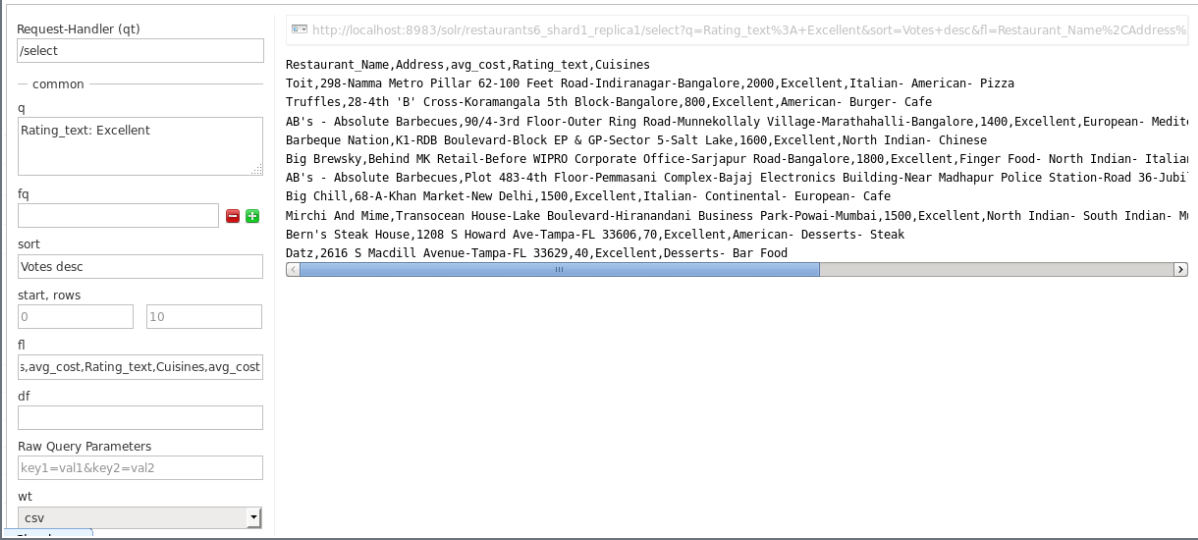 Request-Handler (qt)
/select
common
q
Rating_text: Excellent
fq
sort
Votes desc
start, rows
0 10
fl
,avg_cost,Rating_text,Cuisines,avg_cost
df
Raw Query Parameters
key1=val1&key2=val2
wt
csv
http://localhost:8983/solr/restaurants6_shard1_replica1/select?q=Rating_text%3A+Excellent&sort=Votes+desc&fl=Restaurant_Name%2CAddress%
Restaurant_Name,Address,avg_cost,Rating_text,Cuisines
Toit,298-Namma Metro Pillar 62-100 Feet Road-Indiranagar-Bangalore,2000,Excellent,Italian- American- Pizza
Truffles,28-4th 'B' Cross-Koramangala 5th Block-Bangalore,800,Excellent,American- Burger- Cafe
AB's - Absolute Barbecues,90/4-3rd Floor-Outer Ring Road-Munnekollaly Village-Marathahalli-Bangalore,1400,Excellent,European- Medite
Barbeque Nation,K1-RDB Boulevard-Block EP & GP-Sector 5-Salt Lake,1600,Excellent,North Indian- Chinese
Big Brewsky,Behind MK Retail-Before WIPRO Corporate Office-Sarjapur Road-Bangalore,1800,Excellent,Finger Food- North Indian- Italian
AB's - Absolute Barbecues,Plot 483-4th Floor-Pemmasani Complex-Bajaj Electronics Building-Near Madhapur Police Station-Road 36-Jubil
Big Chill,68-A-Khan Market-New Delhi,1500,Excellent,Italian- Continental- European- Cafe
Mirchi And Mime,Transocean House-Lake Boulevard-Hiranandani Business Park-Powai-Mumbai,1500,Excellent,North Indian- South Indian- Mu
Bern's Steak House,1208 S Howard Ave-Tampa-FL 33606,70,Excellent,American- Desserts- Steak
Datz,2616 S Macdill Avenue-Tampa-FL 33629,40,Excellent,Desserts- Bar Food